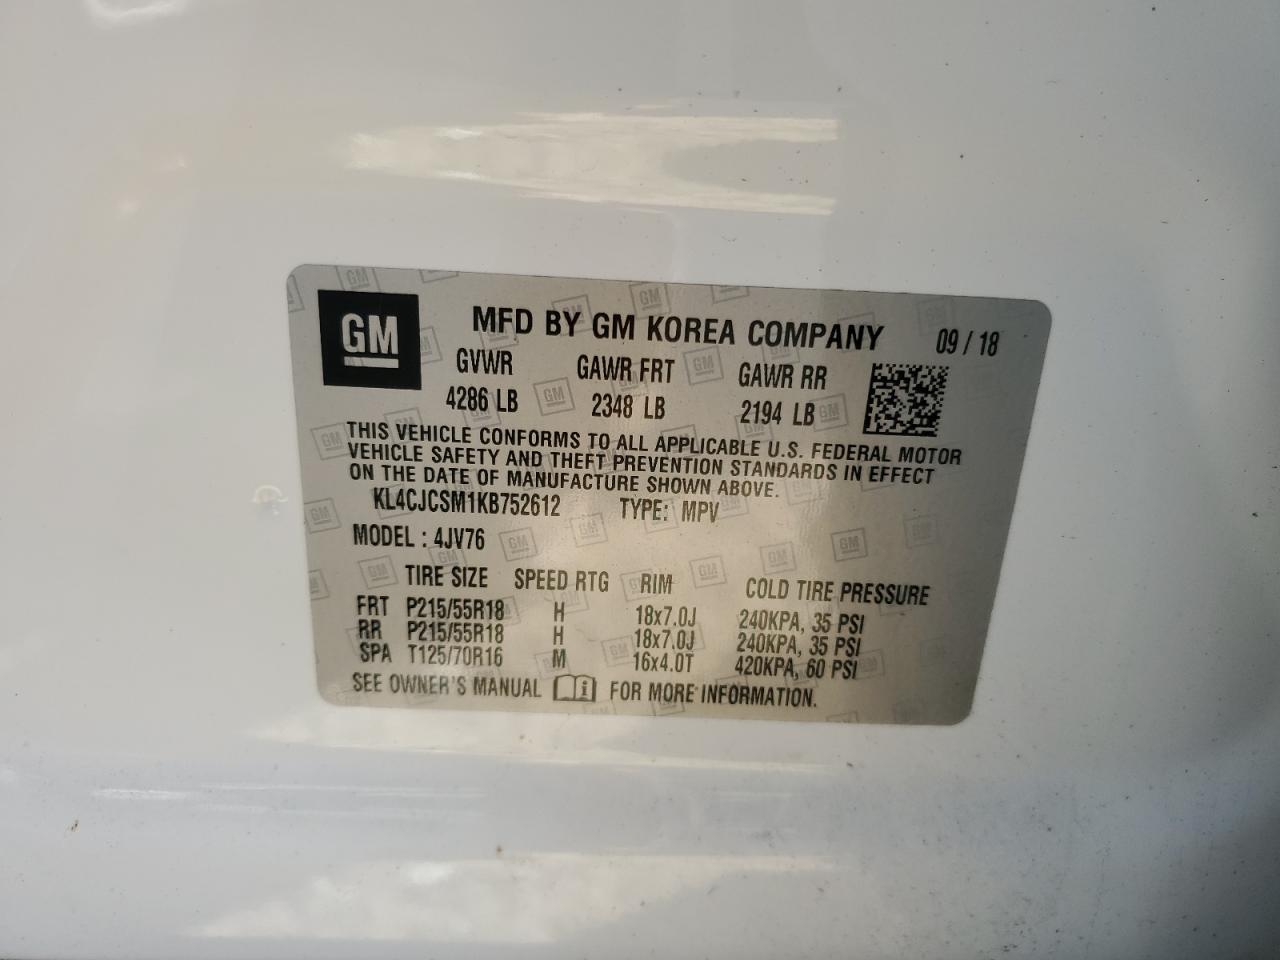 GM
MFD BY GM KOREA COMPANY 09 / 18
GVWR GAWR FRT GAWR RR
4286 LB 2348 LB 2194 LB
THIS VEHICLE CONFORMS TO ALL APPLICABLE U.S. FEDERAL MOTOR
VEHICLE SAFETY AND THEFT PREVENTION STANDARDS IN EFFECT
ON THE DATE OF MANUFACTURE SHOWN ABOVE.
KL4CJCSM1KB752612 TYPE: MPV
MODEL : 4JV76
TIRE SIZE SPEED RTG RIM COLD TIRE PRESSURE
FRT P215/55R18 H 18x7.0J 240KPA, 35 PSI
RR P215/55R18 H 18x7.0J 240KPA, 35 PSI
SPA T125/70R16 M 16x4.0T 420KPA, 60 PSI
SEE OWNER'S MANUAL i FOR MORE INFORMATION.